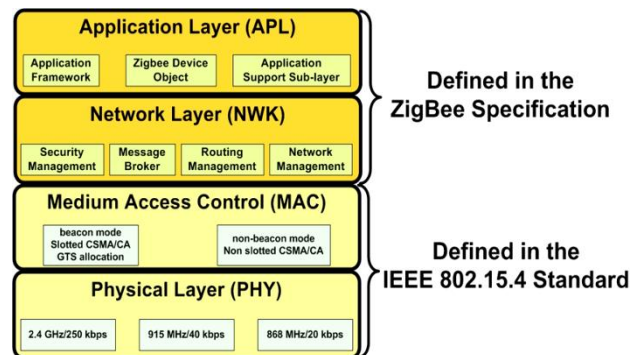 Application Layer (APL)
Application
Framework
Zigbee Device
Object
Application
Support Sub-layer
Defined in the
ZigBee Specification
Network Layer (NWK)
Security
Management
Message
Broker
Routing
Management
Network
Management
Medium Access Control (MAC)
beacon mode
Slotted CSMA/CA
GTS allocation
non-beacon mode
Non slotted CSMA/CA
Defined in the
IEEE 802.15.4 Standard
Physical Layer (PHY)
2.4 GHz/250 kbps
915 MHz/40 kbps
868 MHz/20 kbps